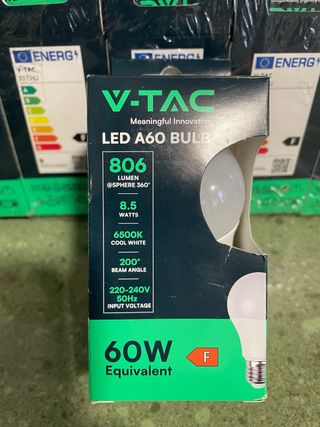 ENERG
V-TAC
ENERG
V-TAC
Meaningful Innovation
LED A60 BULB
806
LUMEN
@SPHERE 360°
8.5
WATTS
6500K
COOL WHITE
200°
BEAM ANGLE
220-240V
50Hz
INPUT VOLTAGE
60W
Equivalent
F